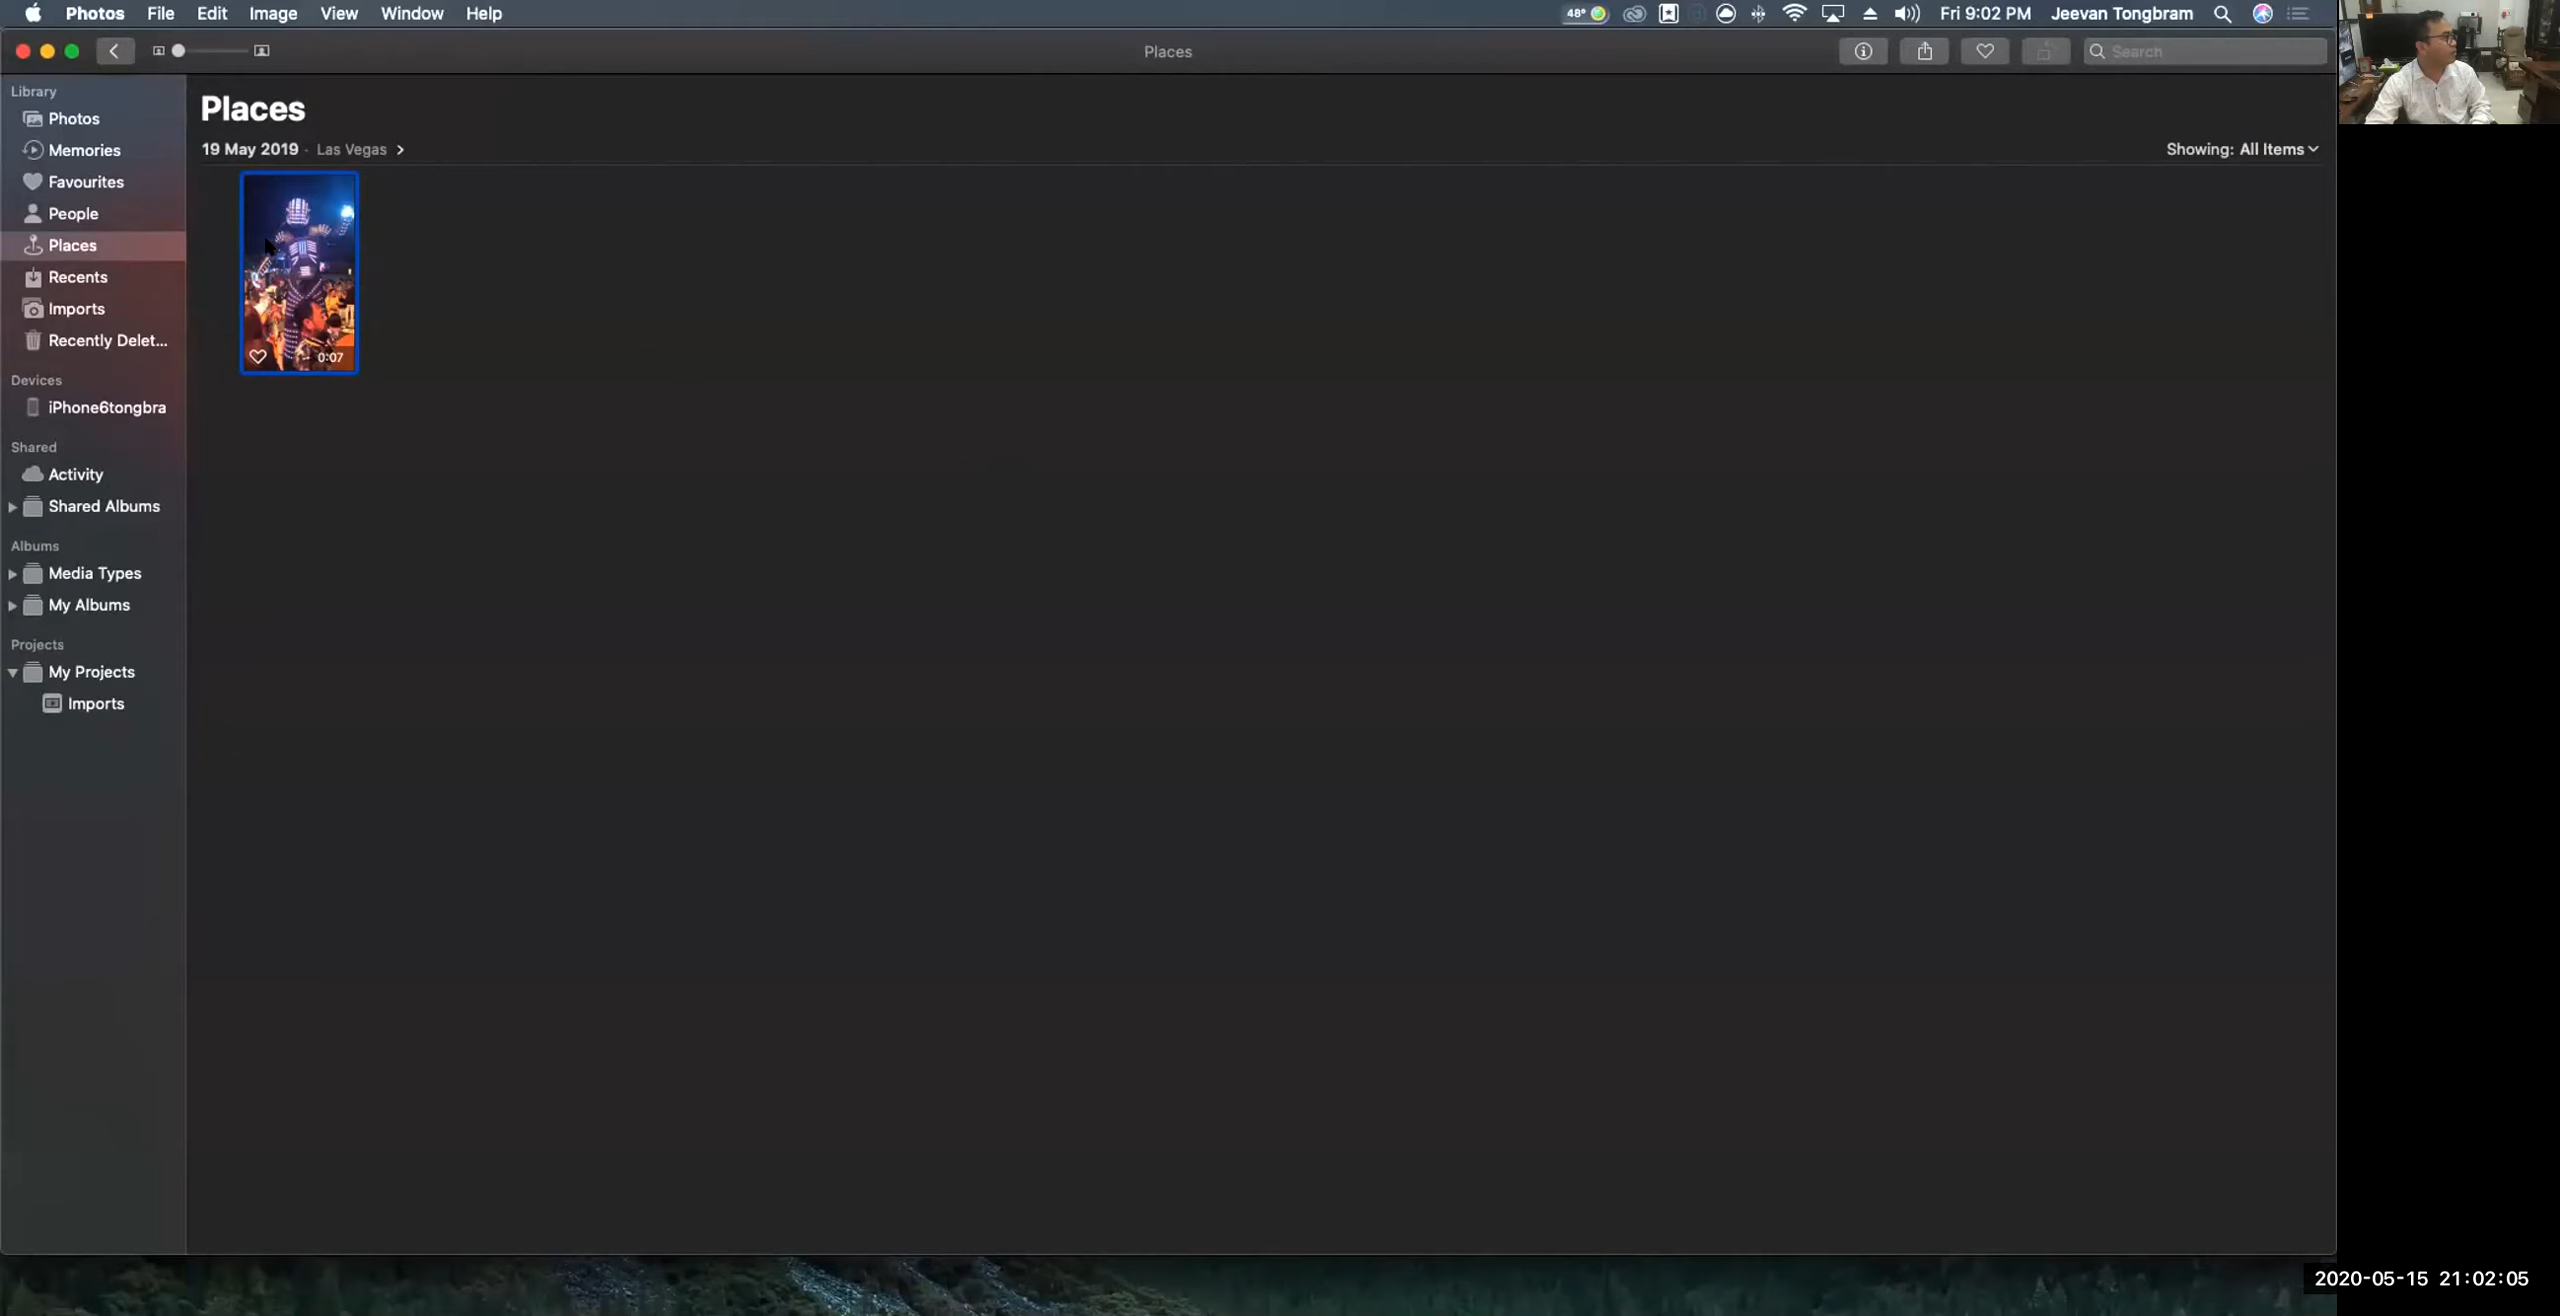 Photos File Edit Image View Window Help 48° Fri 9:02 PM Jeevan Tongbram
Places Search
Library
Photos
Memories
Favourites
People
Places
Recents
Imports
Recently Delet...
Devices
iPhone6tongbra
Shared
Activity
Shared Albums
Albums
Media Types
My Albums
Projects
My Projects
Imports
Places
19 May 2019 · Las Vegas >
Showing: All Items
0:07
2020-05-15 21:02:05